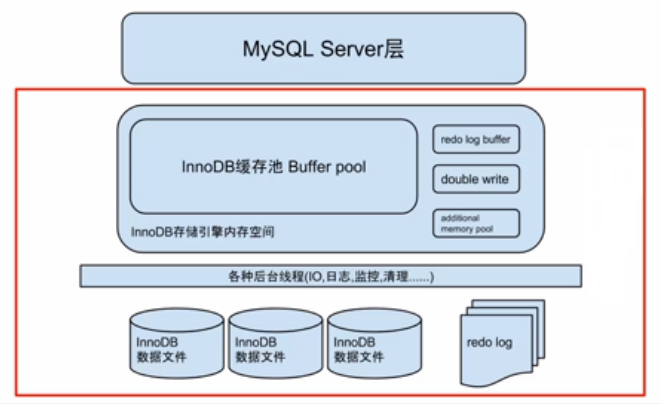 MySQL Server层
InnoDB缓存池 Buffer pool
redo log buffer
double write
additional
memory pool
InnoDB存储引擎内存空间
各种后台线程(IO,日志,监控,清理......)
InnoDB
数据文件
InnoDB
数据文件
InnoDB
数据文件
redo log